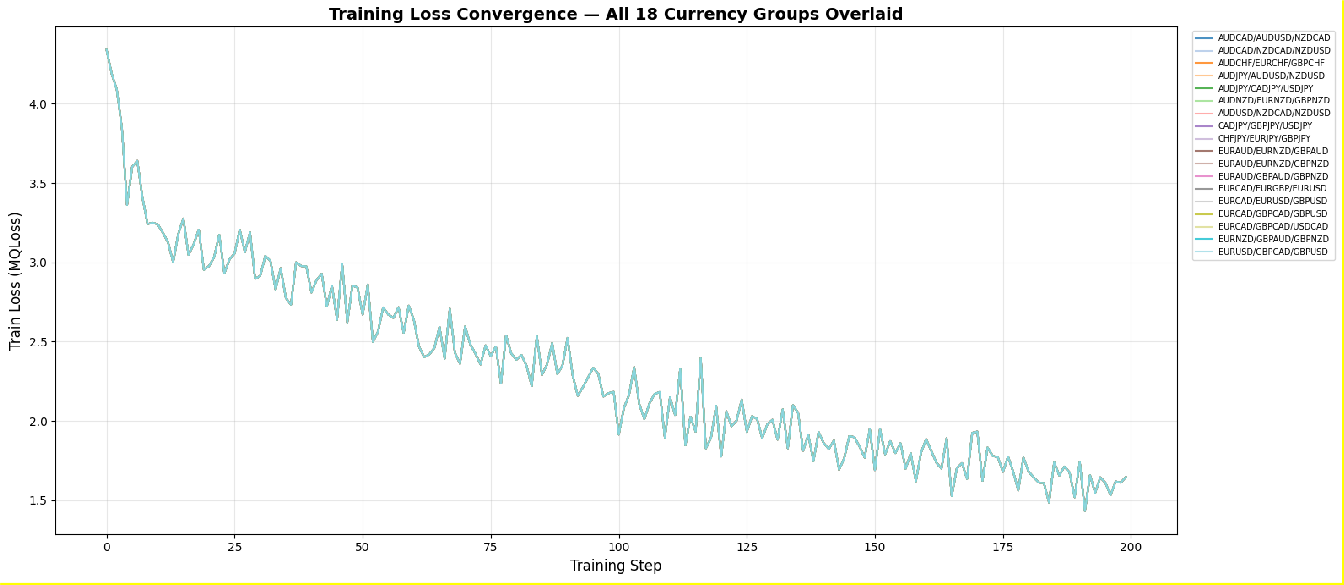 Training Loss Convergence — All 18 Currency Groups Overlaid
Train Loss (MQLoss)
4.0
3.5
3.0
2.5
2.0
1.5
0
25
50
75
100
125
150
175
200
Training Step
AUDCAD/AUDUSD/NZDCAD
AUDCAD/NZDCAD/NZDUSD
AUDCHF/EURCHF/GBPCHF
AUDJPY/AUDUSD/NZDUSD
AUDJPY/CADJPY/USDJPY
AUDNZD/EURNZD/GBPNZD
AUDUSD/NZDCAD/NZDUSD
CADJPY/GBPJPY/USDJPY
CHFJPY/EURJPY/GBPJPY
EURAUD/EURNZD/GBPAUD
EURAUD/EURNZD/GBPNZD
EURAUD/GBPAUD/GBPNZD
EURCAD/EURGBP/EURUSD
EURCAD/EURUSD/GBPUSD
EURCAD/GBPCAD/GBPUSD
EURCAD/GBPCAD/USDCAD
EURNZD/GBPAUD/GBPNZD
EURUSD/GBPCAD/GBPUSD